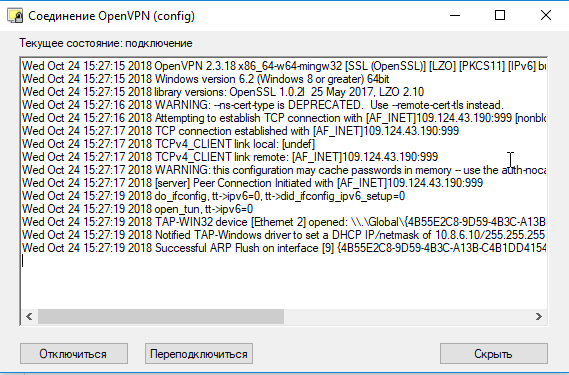 Соединение OpenVPN (config)
Текущее состояние: подключение
Wed Oct 24 15:27:15 2018 OpenVPN 2.3.18 x86_64-w64-mingw32 [SSL (OpenSSL)] [LZO] [PKCS11] [IPv6]
Wed Oct 24 15:27:15 2018 Windows version 6.2 (Windows 8 or greater) 64bit
Wed Oct 24 15:27:15 2018 library versions: OpenSSL 1.0.2l  25 May 2017, LZO 2.10
Wed Oct 24 15:27:16 2018 WARNING: --ns-cert-type is DEPRECATED.  Use --remote-cert-tls instead.
Wed Oct 24 15:27:16 2018 Attempting to establish TCP connection with [AF_INET]109.124.43.190:999
Wed Oct 24 15:27:17 2018 TCP connection established with [AF_INET]109.124.43.190:999
Wed Oct 24 15:27:17 2018 TCPv4_CLIENT link local: [undef]
Wed Oct 24 15:27:17 2018 TCPv4_CLIENT link remote: [AF_INET]109.124.43.190:999
Wed Oct 24 15:27:17 2018 WARNING: this configuration may cache passwords in memory -- use the
Wed Oct 24 15:27:17 2018 [server] Peer Connection Initiated with [AF_INET]109.124.43.190:999
Wed Oct 24 15:27:19 2018 do_ifconfig, tt->ipv6=0, tt->did_ifconfig_ipv6_setup=0
Wed Oct 24 15:27:19 2018 open_tun, tt->ipv6=0
Wed Oct 24 15:27:19 2018 TAP-WIN32 device [Ethernet 2] opened: \\.\Global\{4B55E2C8-9D59-4B3C-A13B
Wed Oct 24 15:27:19 2018 Notified TAP-Windows driver to set a DHCP IP/netmask of 10.8.6.10/255.255.255
Wed Oct 24 15:27:19 2018 Successful ARP Flush on interface [9] {4B55E2C8-9D59-4B3C-A13B-C4B1DD4154
Отключиться
Переподключиться
Скрыть